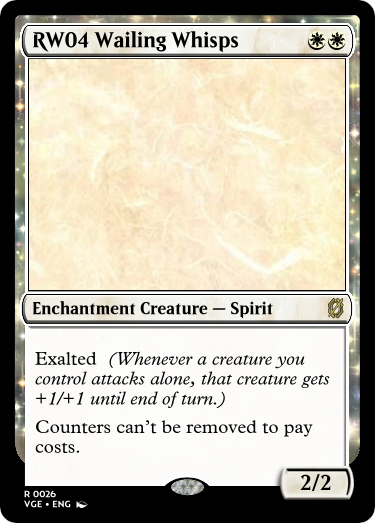 RW04 Wailing Whisps
Enchantment Creature — Spirit
Exalted (Whenever a creature you
control attacks alone, that creature gets
+1/+1 until end of turn.)
Counters can't be removed to pay
costs.
2/2
R 0026
VGE • ENG